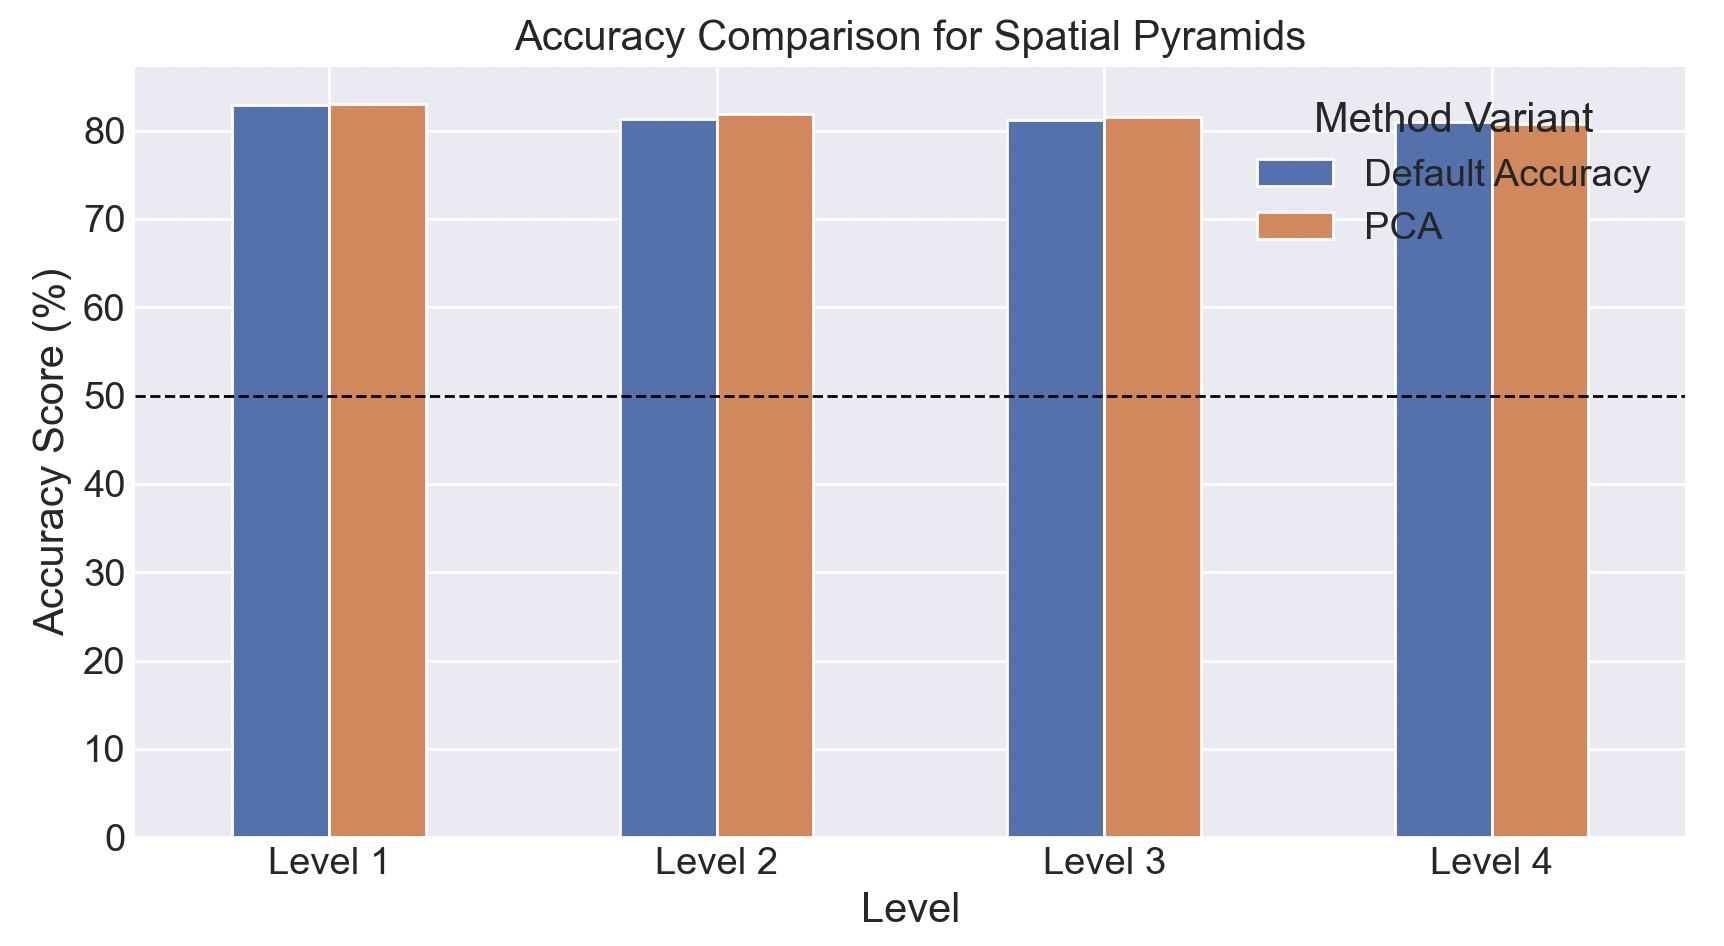 Accuracy Comparison for Spatial Pyramids
Method Variant
Default Accuracy
PCA
Accuracy Score (%)
80
70
60
50
40
30
20
10
0
Level 1
Level 2
Level 3
Level 4
Level